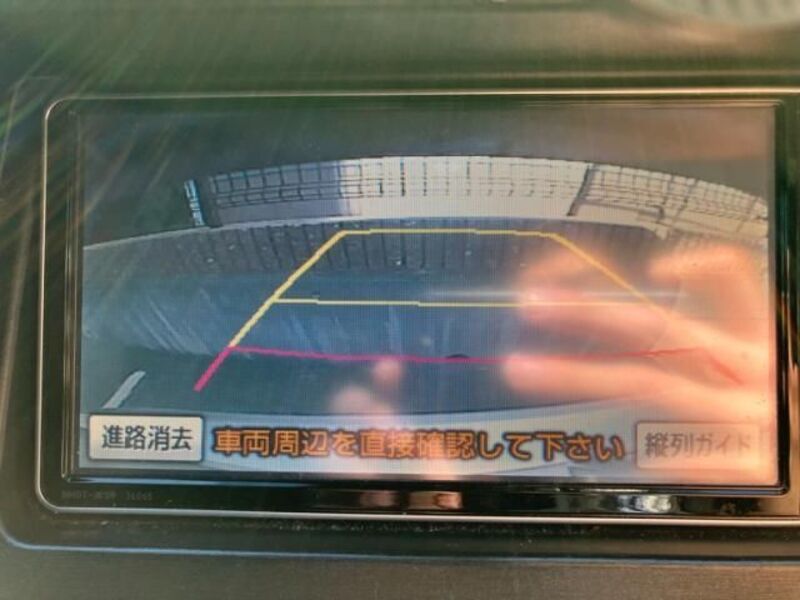 進路消去
車両周辺を直接確認して下さい
縦列ガイド